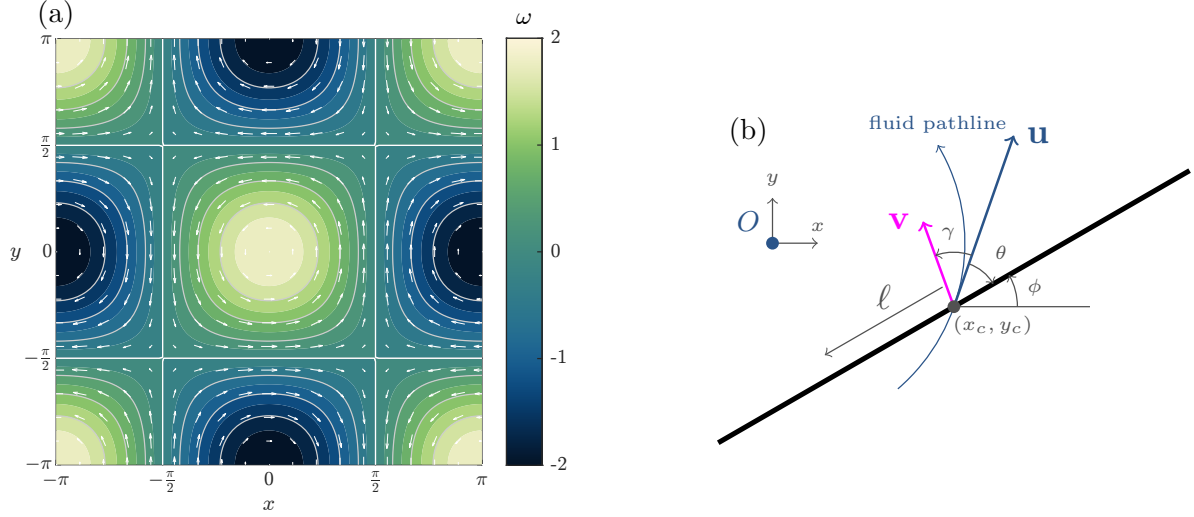 (a)
ω
π
π/2
y
0
−π/2
−π
−π
−π/2
0
π/2
π
x
2
1
0
-1
-2
(b)
fluid pathline
u
y
O
x
v
γ
θ
ℓ
ϕ
(x_c, y_c)